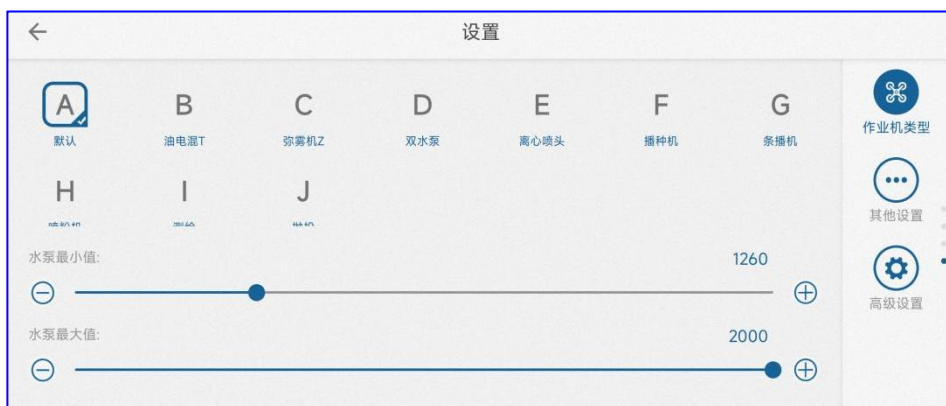 设置
A B C D E F G
默认 油电混T 弥雾机Z 双水泵 离心喷头 播种机 条播机
H I J
水泵最小值: 1260
水泵最大值: 2000
作业机类型
其他设置
高级设置